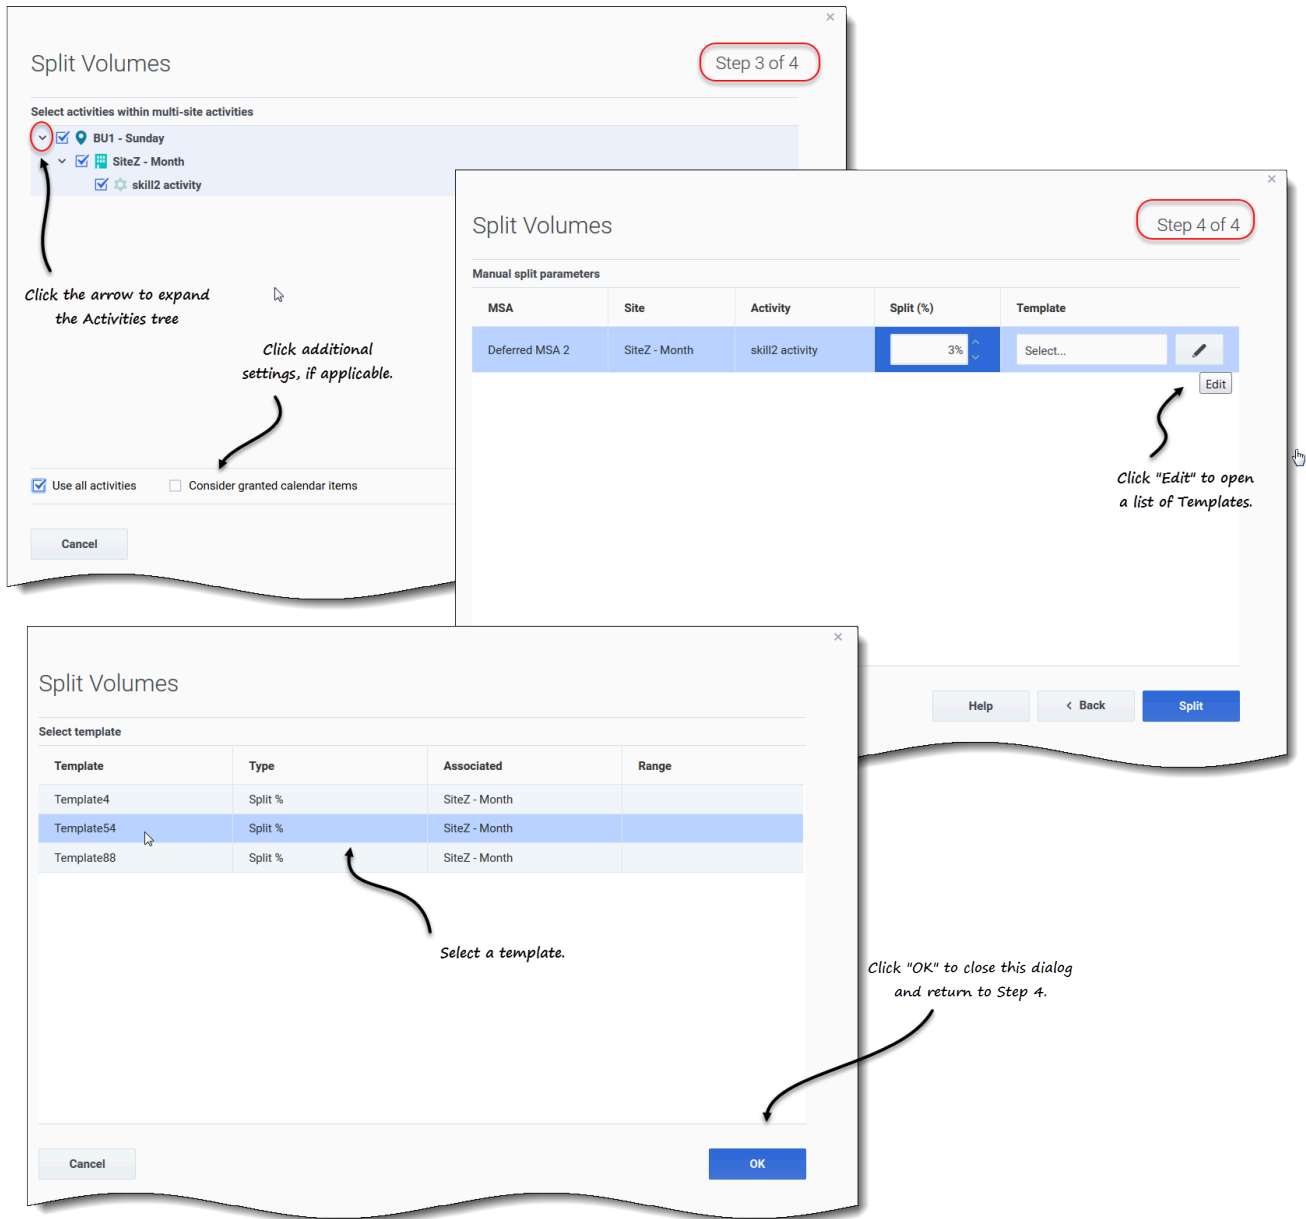 Split Volumes
Step 3 of 4
Select activities within multi-site activities
BU1 - Sunday
SiteZ - Month
skill2 activity
Click the arrow to expand
the Activities tree
Click additional
settings, if applicable.
Use all activities
Consider granted calendar items
Cancel
Split Volumes
Step 4 of 4
Manual split parameters
MSA Site Activity Split (%) Template
Deferred MSA 2 SiteZ - Month skill2 activity 3% Select...
Edit
Click "Edit" to open
a list of Templates.
Help < Back Split
Split Volumes
Select template
Template Type Associated Range
Template4 Split % SiteZ - Month
Template54 Split % SiteZ - Month
Template88 Split % SiteZ - Month
Select a template.
Click "OK" to close this dialog
and return to Step 4.
Cancel OK